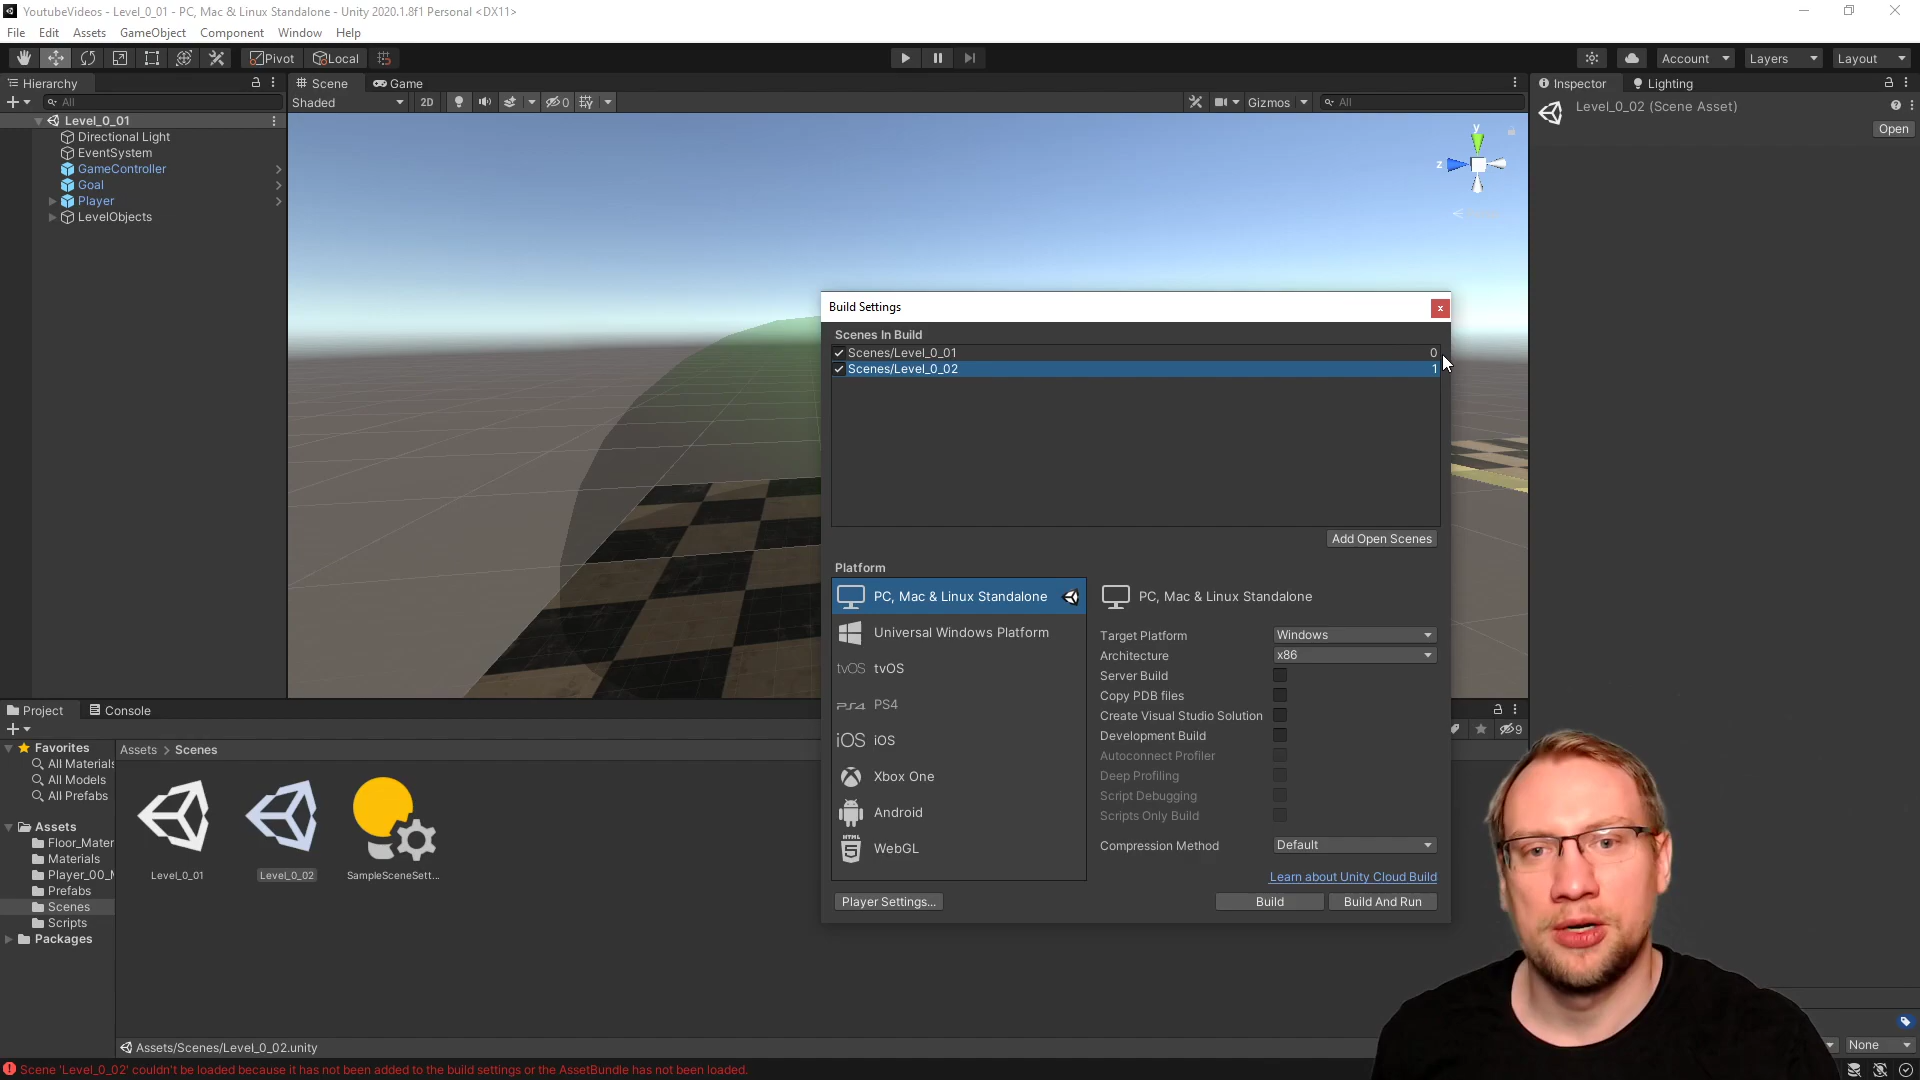 YoutubeVideos - Level_0_01 - PC, Mac & Linux Standalone - Unity 2020.1.8f1 Personal <DX11>
File Edit Assets GameObject Component Window Help
Pivot Local Account Layers Layout
Hierarchy
All
Level_0_01
Directional Light
EventSystem
GameController
Goal
Player
LevelObjects
Scene Game
Shaded 2D 0 Gizmos All
y
z
Inspector Lighting
Level_0_02 (Scene Asset)
Open
Build Settings
x
Scenes In Build
Scenes/Level_0_01 0
Scenes/Level_0_02 1
Add Open Scenes
Platform
PC, Mac & Linux Standalone
Universal Windows Platform
tvOS tvOS
PS4
iOS iOS
Xbox One
Android
HTML WebGL
PC, Mac & Linux Standalone
Target Platform Windows
Architecture x86
Server Build
Copy PDB files
Create Visual Studio Solution
Development Build
Autoconnect Profiler
Deep Profiling
Script Debugging
Scripts Only Build
Compression Method Default
Learn about Unity Cloud Build
Player Settings... Build Build And Run
Project Console
9
Favorites
All Materials
All Models
All Prefabs
Assets
Floor_Mater
Materials
Player_00_M
Prefabs
Scenes
Scripts
Packages
Assets > Scenes
Level_0_01 Level_0_02 SampleSceneSett...
Assets/Scenes/Level_0_02.unity
None
Scene 'Level_0_02' couldn't be loaded because it has not been added to the build settings or the AssetBundle has not been loaded.